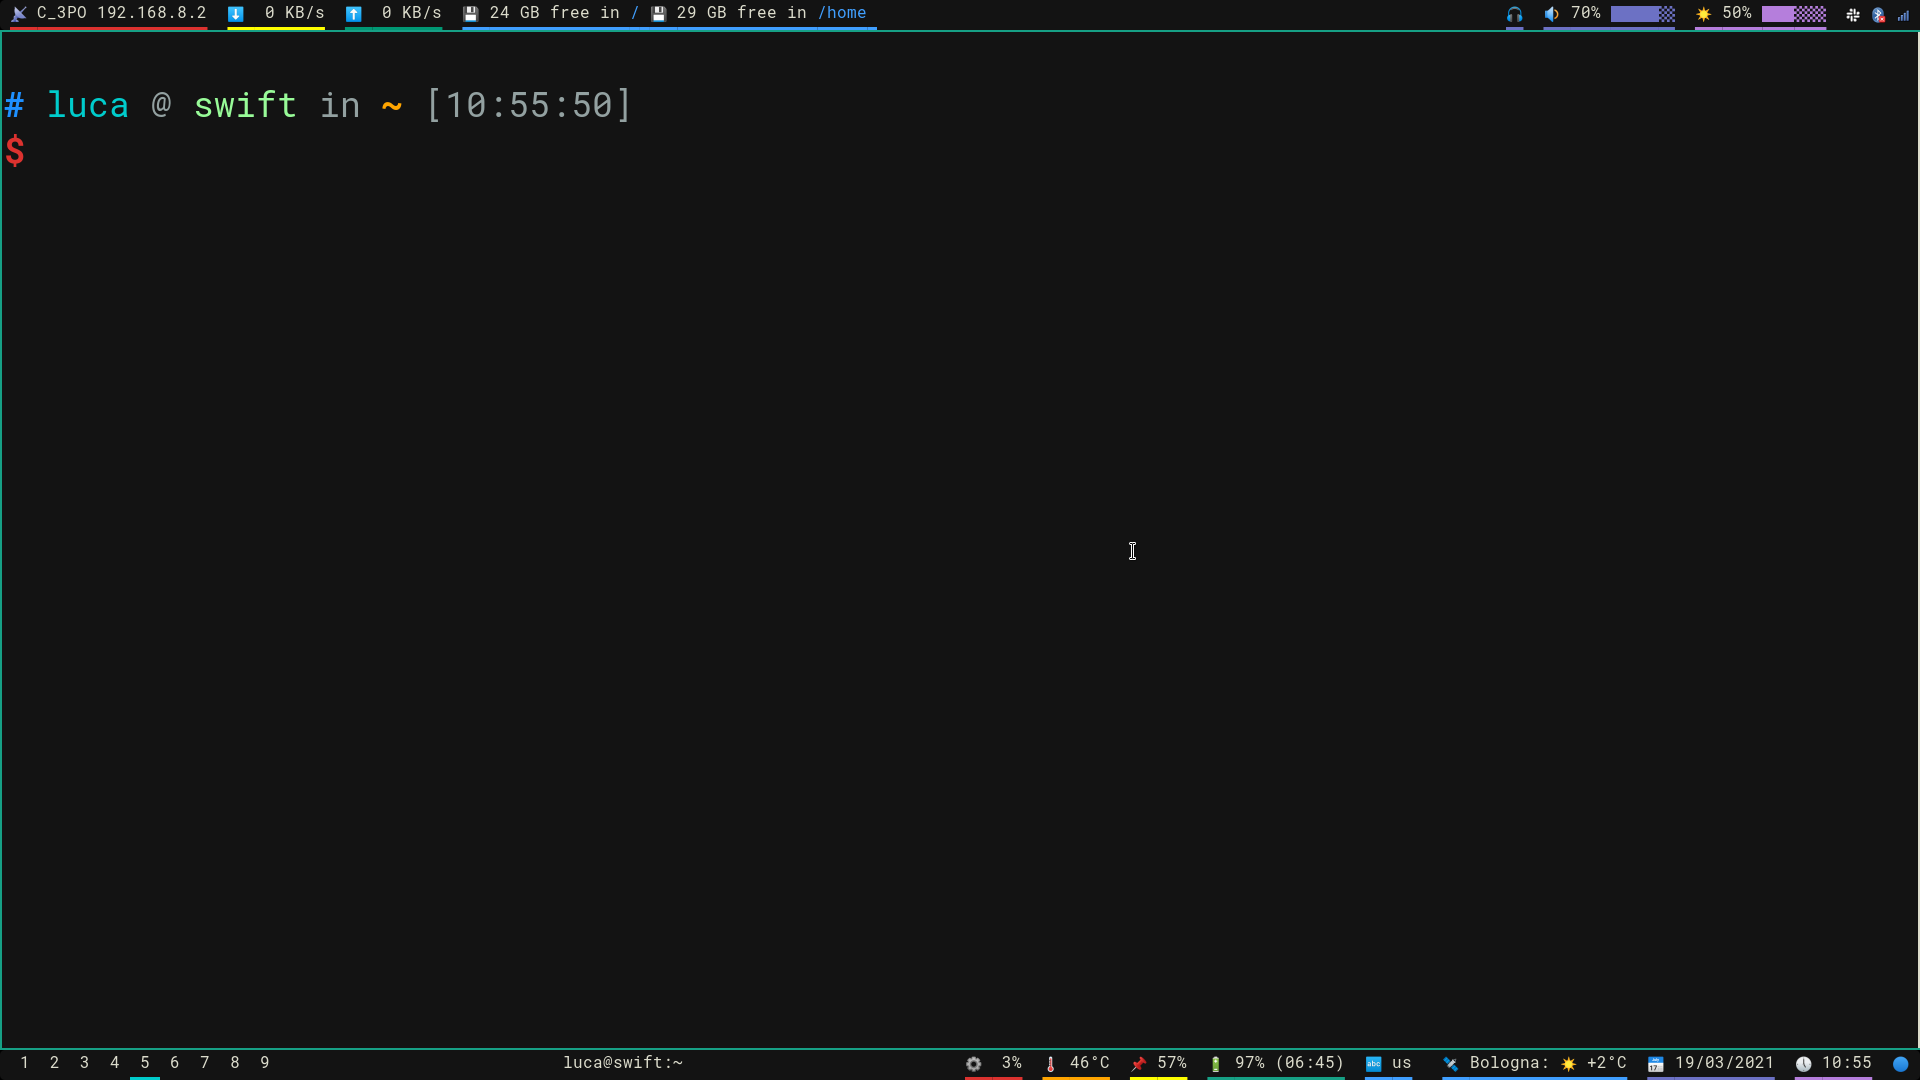 C_3PO 192.168.8.2 0 KB/s 0 KB/s 24 GB free in / 29 GB free in /home 70% 50%
# luca @ swift in ~ [10:55:50]
$
1 2 3 4 5 6 7 8 9 luca@swift:~ 3% 46°C 57% 97% (06:45) abc us Bologna: +2°C 17 19/03/2021 10:55